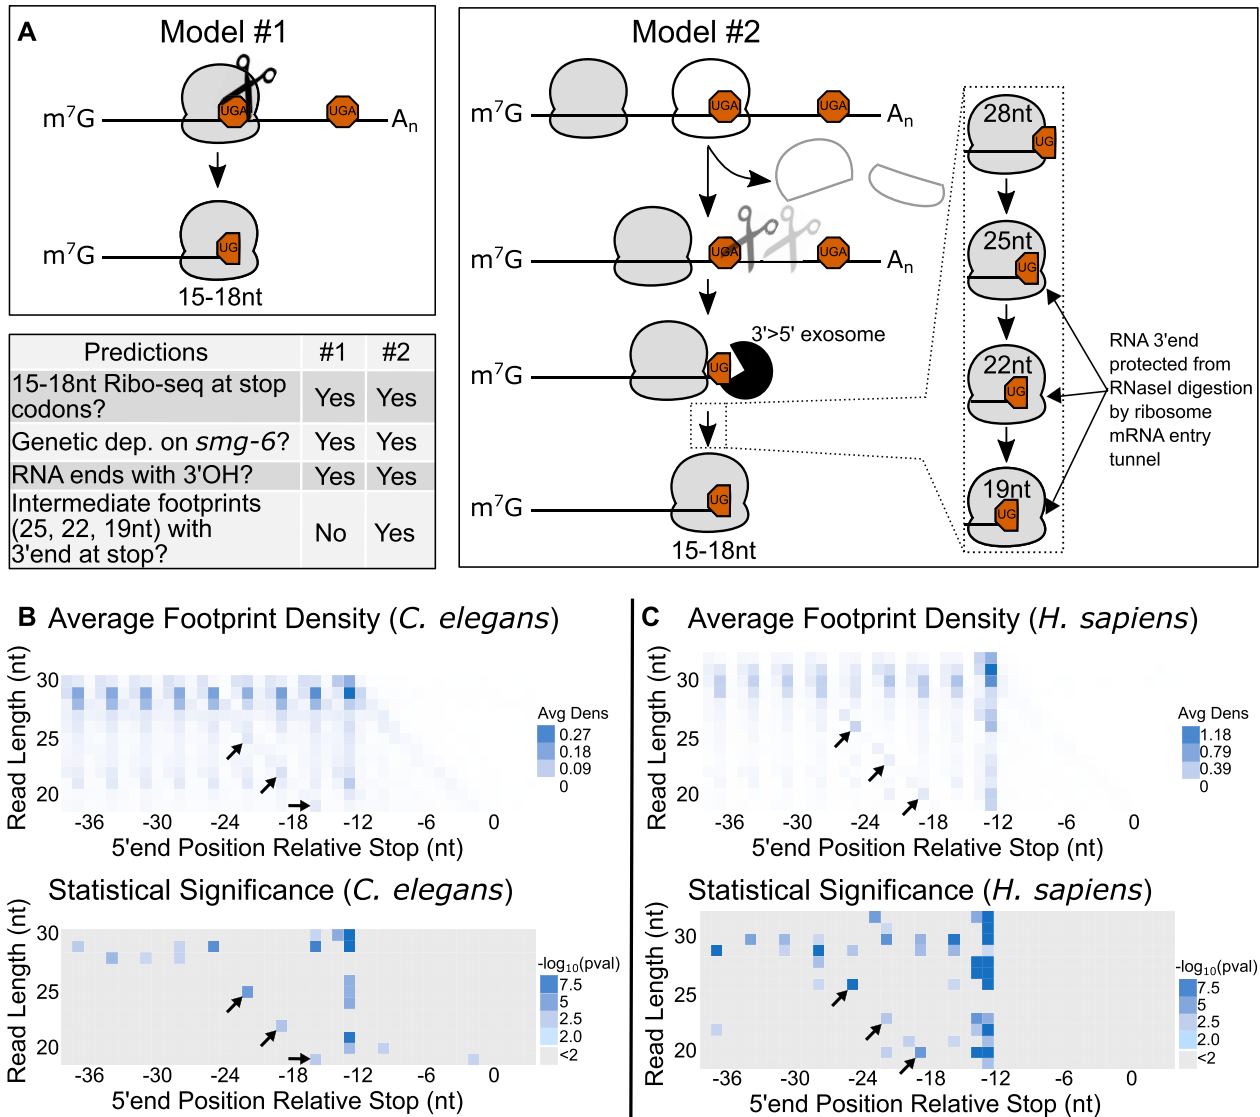 A
Model #1
UGA
m⁷G
UGA
Aₙ
m⁷G
UG
15-18nt
Predictions #1 #2
15-18nt Ribo-seq at stop
codons?
Yes Yes
Genetic dep. on smg-6? Yes Yes
RNA ends with 3'OH? Yes Yes
Intermediate footprints
(25, 22, 19nt) with
3'end at stop?
No Yes
Model #2
m⁷G
UGA
UGA
Aₙ
m⁷G
UGA
UGA
Aₙ
3'>5' exosome
m⁷G
UG
m⁷G
UG
15-18nt
28nt
UG
25nt
UG
22nt
UG
19nt
UG
RNA 3'end
protected from
RNaseI digestion
by ribosome
mRNA entry
tunnel
B Average Footprint Density (C. elegans)
Read Length (nt)
30
25
20
-36 -30 -24 -18 -12 -6 0
5'end Position Relative Stop (nt)
Avg Dens
0.27
0.18
0.09
0
Statistical Significance (C. elegans)
Read Length (nt)
30
25
20
-36 -30 -24 -18 -12 -6 0
5'end Position Relative Stop (nt)
-log₁₀(pval)
7.5
5
2.5
2.0
<2
C Average Footprint Density (H. sapiens)
Read Length (nt)
30
25
20
-36 -30 -24 -18 -12 -6 0
5'end Position Relative Stop (nt)
Avg Dens
1.18
0.79
0.39
0
Statistical Significance (H. sapiens)
Read Length (nt)
30
25
20
-36 -30 -24 -18 -12 -6 0
5'end Position Relative Stop (nt)
-log₁₀(pval)
7.5
5
2.5
2.0
<2